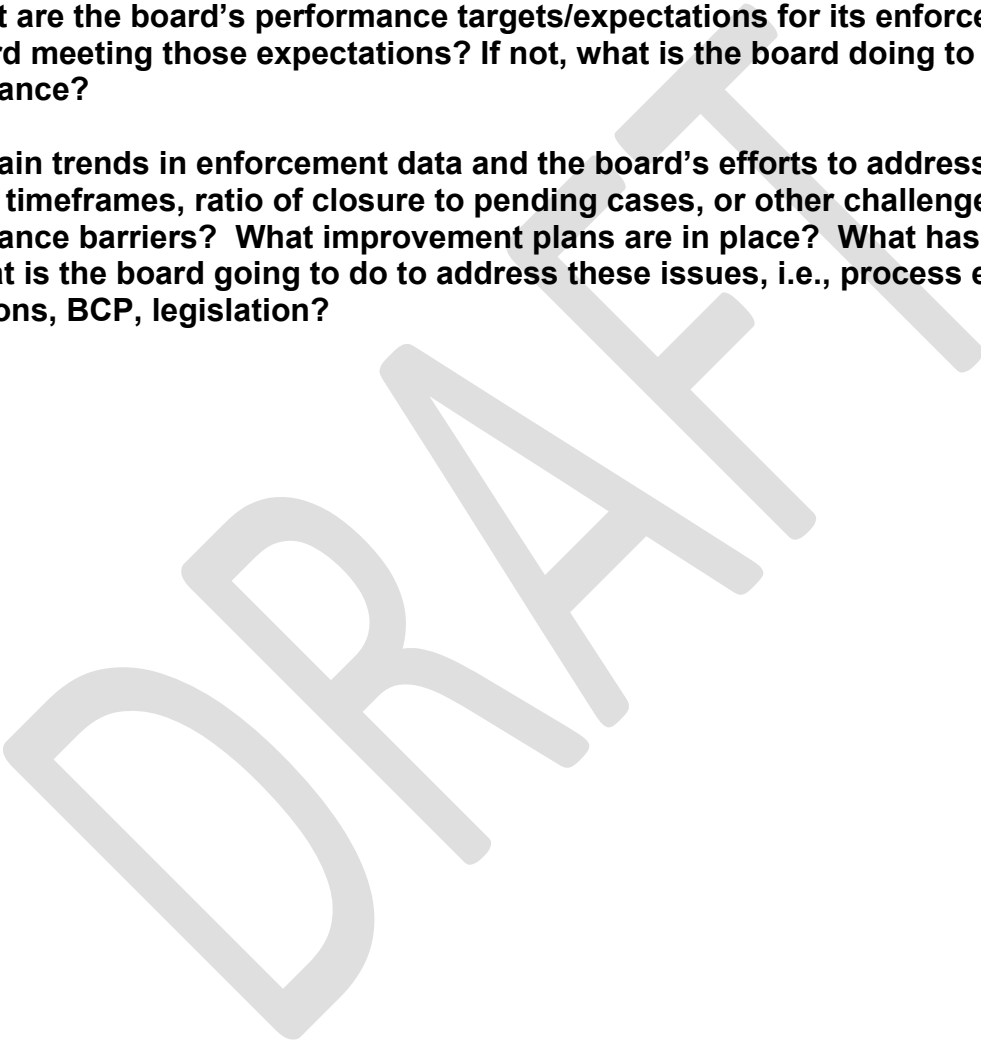 t are the board's performance targets/expectations for its enforce
rd meeting those expectations? If not, what is the board doing to
ance?
ain trends in enforcement data and the board's efforts to address
timeframes, ratio of closure to pending cases, or other challenge
ance barriers?  What improvement plans are in place?  What has
at is the board going to do to address these issues, i.e., process e
ons, BCP, legislation?
DRAFT